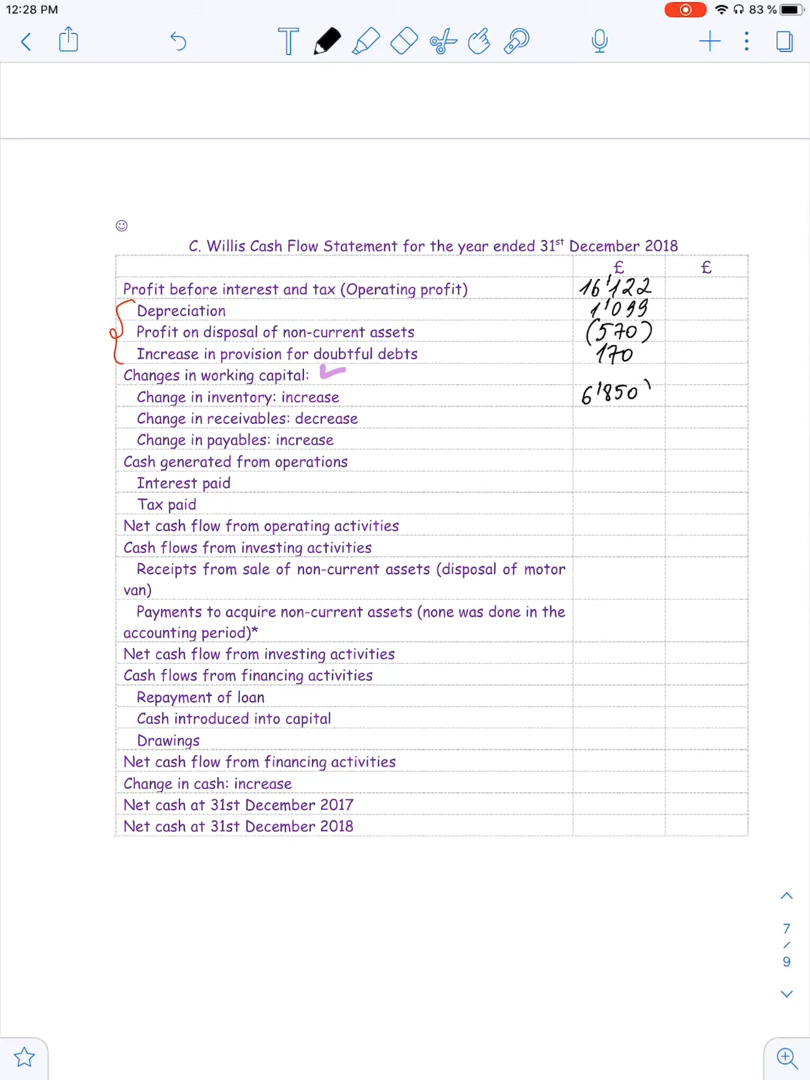 12:28 PM
83 %
T
☺
C. Willis Cash Flow Statement for the year ended 31st December 2018
£ £
Profit before interest and tax (Operating profit) 16'122
Depreciation 1'099
Profit on disposal of non-current assets (570)
Increase in provision for doubtful debts 170
Changes in working capital:
Change in inventory: increase 6'850
Change in receivables: decrease
Change in payables: increase
Cash generated from operations
Interest paid
Tax paid
Net cash flow from operating activities
Cash flows from investing activities
Receipts from sale of non-current assets (disposal of motor
van)
Payments to acquire non-current assets (none was done in the
accounting period)*
Net cash flow from investing activities
Cash flows from financing activities
Repayment of loan
Cash introduced into capital
Drawings
Net cash flow from financing activities
Change in cash: increase
Net cash at 31st December 2017
Net cash at 31st December 2018
7
/
9